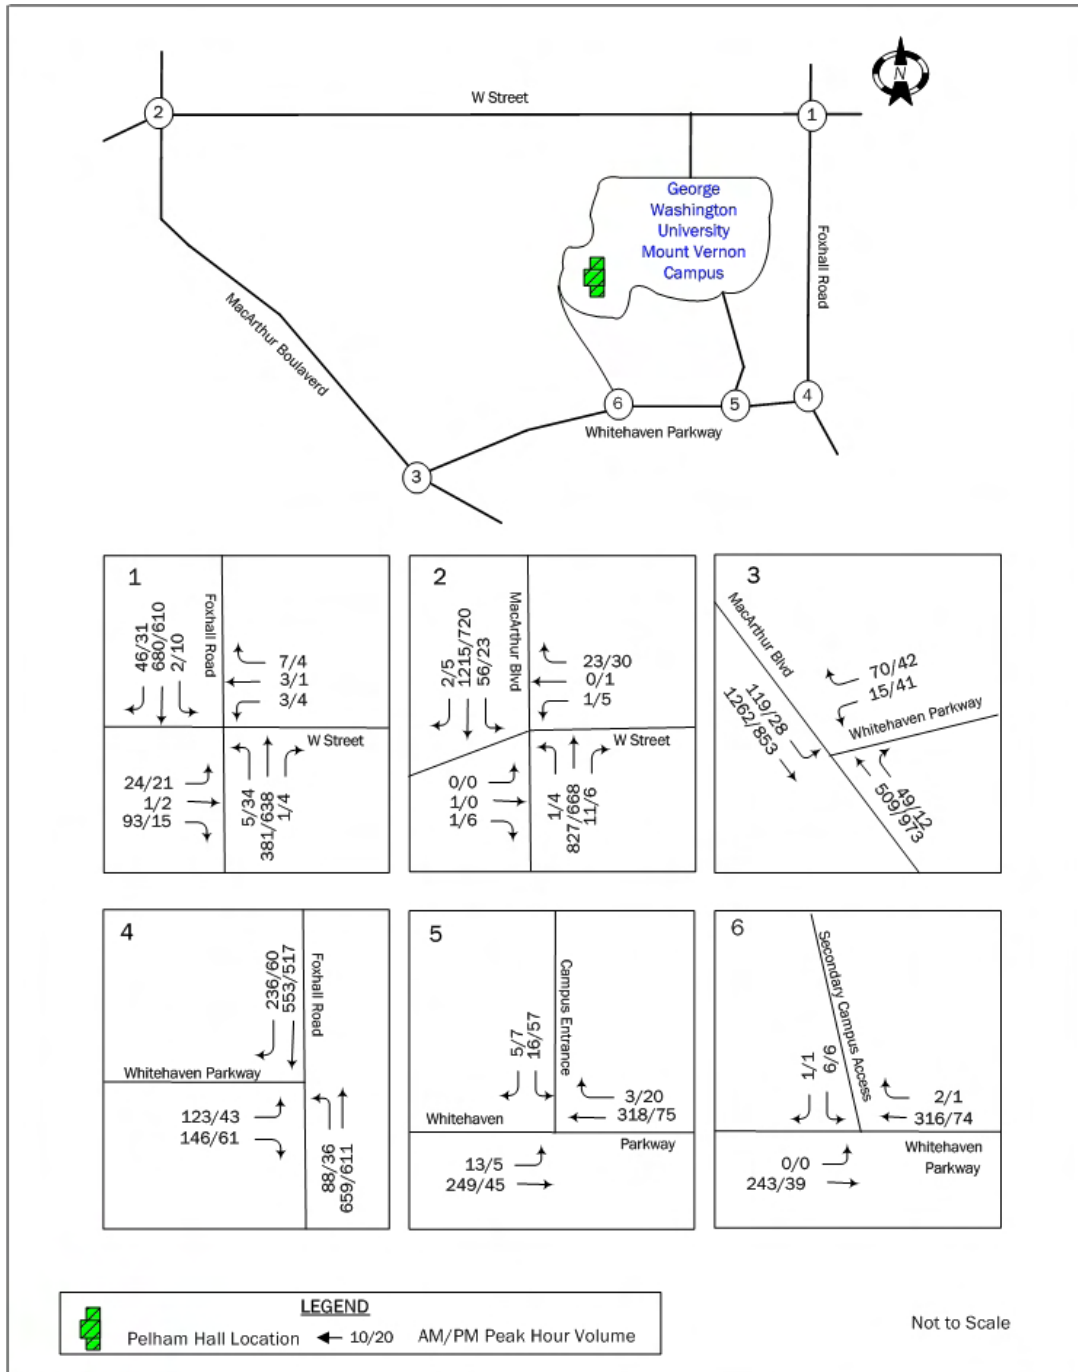 N
W Street
2
1
George
Washington
University
Mount Vernon
Campus
Foxhall Road
MacArthur Boulaverd
6
5
4
Whitehaven Parkway
3
1
Foxhall Road
46/31
680/610
2/10
7/4
3/1
3/4
W Street
24/21
1/2
93/15
5/34
381/638
1/4
2
MacArthur Blvd
2/5
1215/720
56/23
23/30
0/1
1/5
W Street
0/0
1/0
1/6
1/4
827/668
11/6
3
MacArthur Blvd
70/42
15/41
Whitehaven Parkway
119/28
1262/853
49/12
509/973
4
236/60
553/517
Foxhall Road
Whitehaven Parkway
123/43
146/61
88/36
659/611
5
Campus Entrance
5/7
16/57
3/20
318/75
Whitehaven
Parkway
13/5
249/45
6
Secondary Campus Access
1/1
9/9
2/1
316/74
Whitehaven
Parkway
0/0
243/39
LEGEND
Pelham Hall Location
10/20
AM/PM Peak Hour Volume
Not to Scale